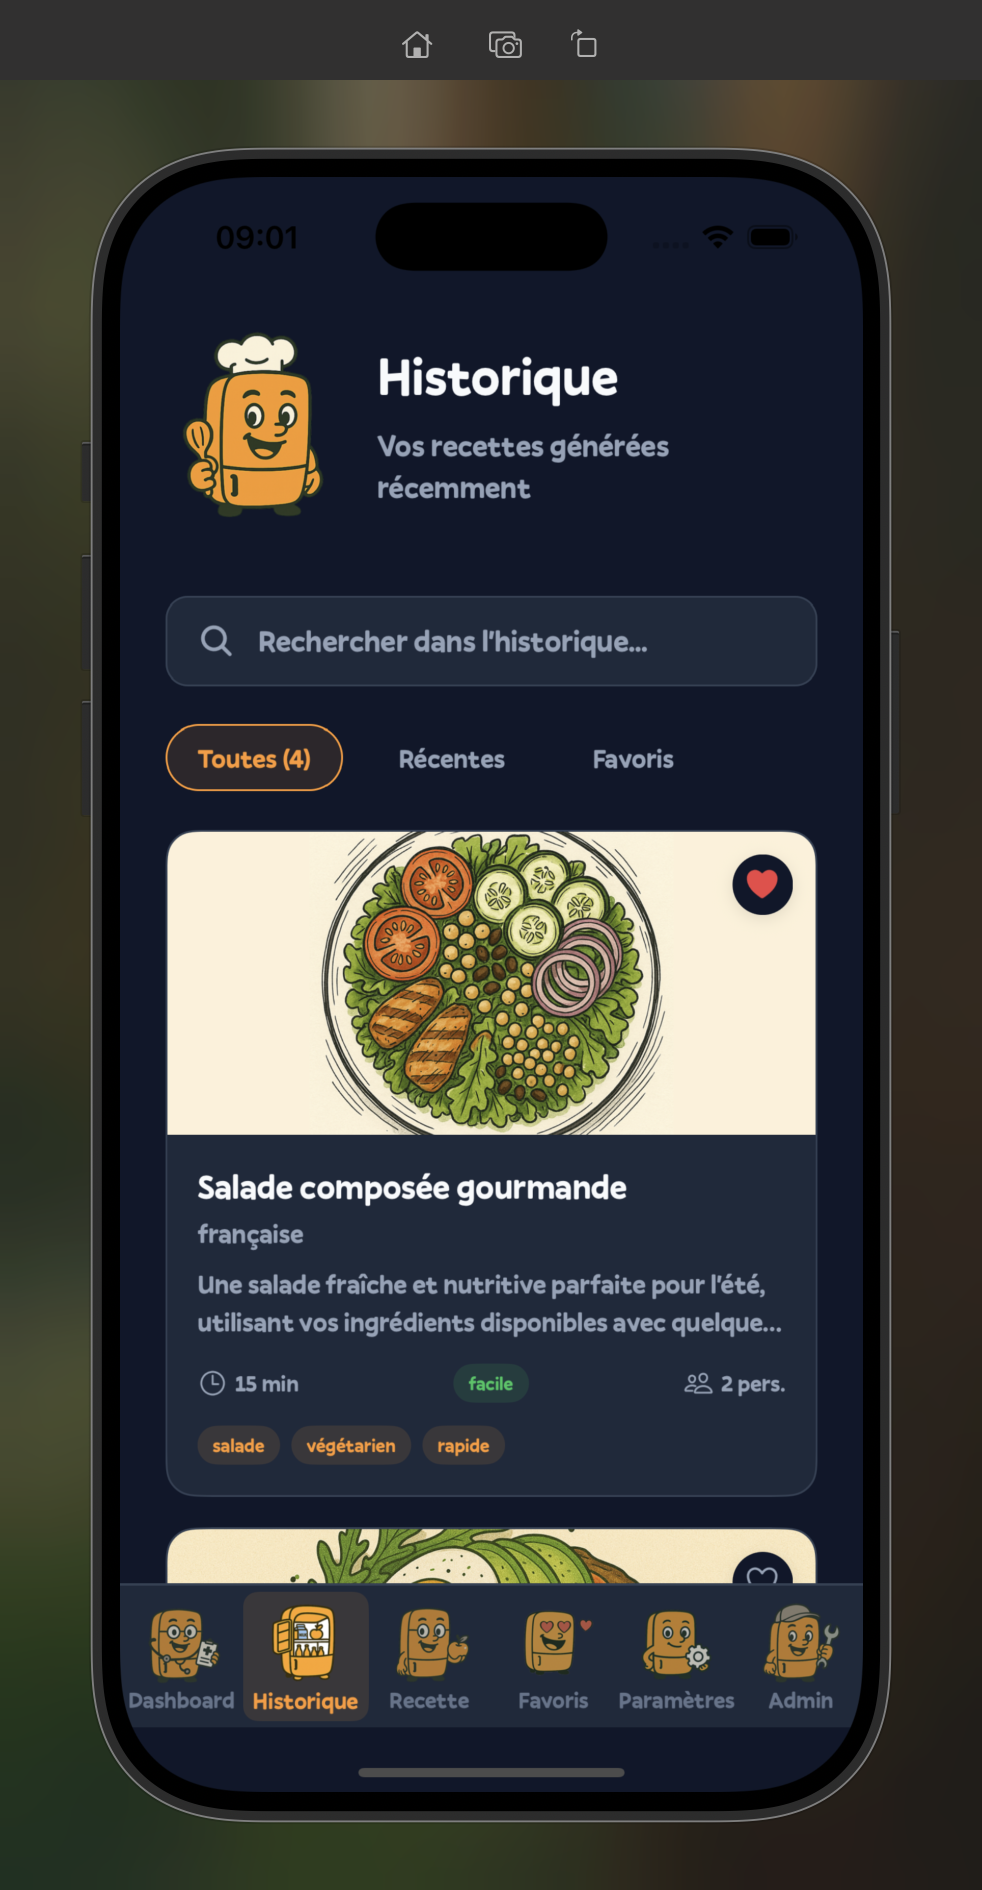 09:01
Historique
Vos recettes générées
récemment
Rechercher dans l'historique...
Toutes (4)
Récentes
Favoris
Salade composée gourmande
française
Une salade fraîche et nutritive parfaite pour l'été,
utilisant vos ingrédients disponibles avec quelque...
15 min
facile
2 pers.
salade
végétarien
rapide
Dashboard
Historique
Recette
Favoris
Paramètres
Admin